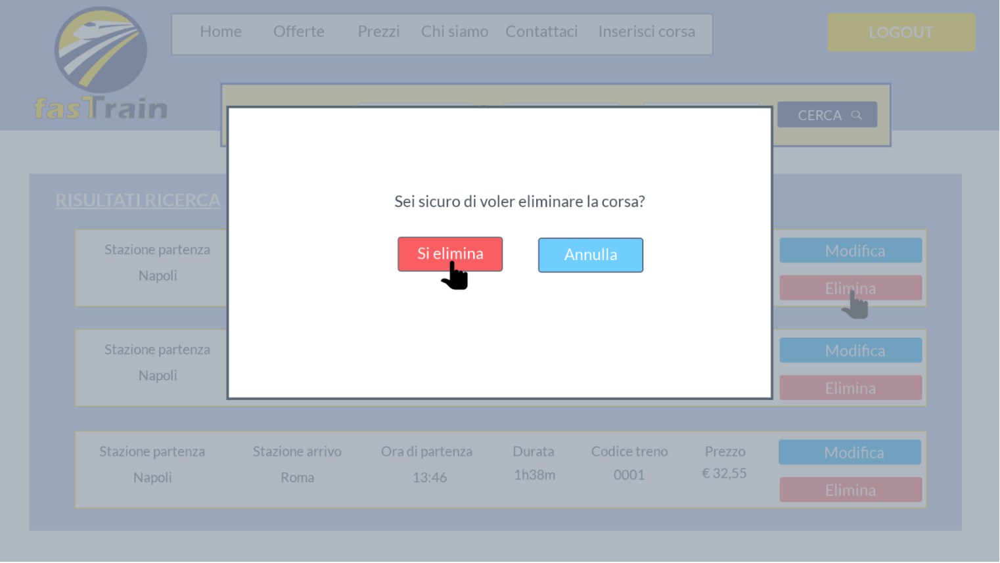 Home Offerte Prezzi Chi siamo Contattaci Inserisci corsa LOGOUT
fasTrain
CERCA
RISULTATI RICERCA
Sei sicuro di voler eliminare la corsa?
Si elimina Annulla
Stazione partenza
Napoli
Modifica
Elimina
Stazione partenza
Napoli
Modifica
Elimina
Stazione partenza Stazione arrivo Ora di partenza Durata Codice treno Prezzo Modifica
Napoli Roma 13:46 1h38m 0001 € 32,55
Elimina